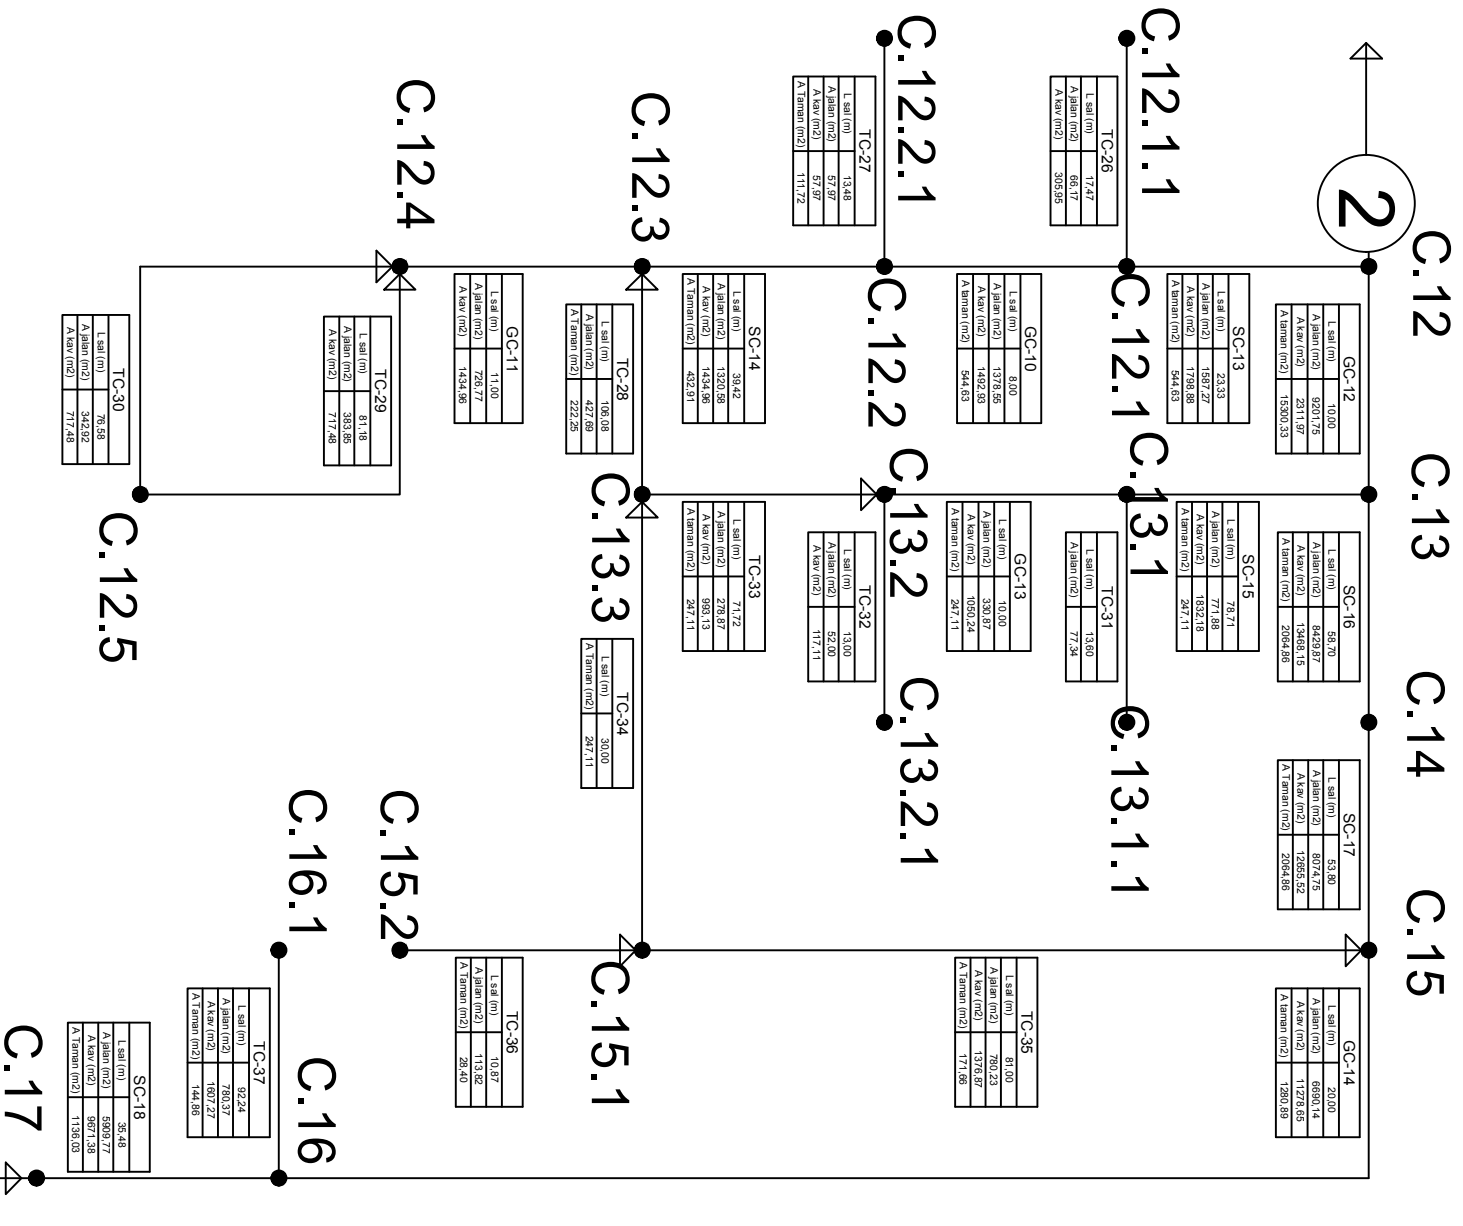 2
C.12
C.13
C.14
C.15
C.12.1.1
C.12.1
C.13.1
C.13.1.1
C.12.2.1
C.12.2
C.13.2
C.13.2.1
C.12.3
C.13.3
C.15.1
C.12.4
C.15.2
C.16.1
C.16
C.12.5
C.17
GC-12
L sal (m) 10,00
A jalan (m2) 9201,75
A kav (m2) 2311,97
A taman (m2) 15300,33
SC-16
L sal (m) 58,70
A jalan (m2) 8429,87
A kav (m2) 13468,15
A taman (m2) 2064,86
SC-17
L sal (m) 53,80
A jalan (m2) 8074,75
A kav (m2) 12655,52
A Taman (m2) 2064,86
GC-14
L sal (m) 20,00
A jalan (m2) 6690,14
A kav (m2) 11278,65
A taman (m2) 1280,89
SC-13
L sal (m) 23,33
A jalan (m2) 1587,27
A kav (m2) 1798,88
A taman (m2) 544,63
SC-15
L sal (m) 78,71
A jalan (m2) 771,88
A kav (m2) 1832,18
A taman (m2) 247,11
TC-26
L sal (m) 17,47
A jalan (m2) 66,17
A kav (m2) 305,95
TC-31
L sal (m) 13,60
A jalan (m2) 77,34
GC-10
L sal (m) 8,00
A jalan (m2) 1378,55
A kav (m2) 1492,93
A taman (m2) 544,63
GC-13
L sal (m) 10,00
A jalan (m2) 330,87
A kav (m2) 1050,24
A taman (m2) 247,11
TC-35
L sal (m) 81,00
A jalan (m2) 780,23
A kav (m2) 1376,87
A Taman (m2) 171,66
TC-27
L sal (m) 13,48
A jalan (m2) 57,97
A kav (m2) 57,97
A Taman (m2) 111,72
TC-32
L sal (m) 13,00
A jalan (m2) 52,00
A kav (m2) 117,11
SC-14
L sal (m) 39,42
A jalan (m2) 1320,58
A kav (m2) 1434,96
A Taman (m2) 432,91
TC-33
L sal (m) 71,72
A jalan (m2) 278,87
A kav (m2) 993,13
A taman (m2) 247,11
TC-28
L sal (m) 106,08
A jalan (m2) 427,69
A Taman (m2) 222,25
TC-34
L sal (m) 30,00
A Taman (m2) 247,11
GC-11
L sal (m) 11,00
A jalan (m2) 726,77
A kav (m2) 1434,96
TC-36
L sal (m) 10,87
A jalan (m2) 113,82
A Taman (m2) 28,40
TC-29
L sal (m) 81,18
A jalan (m2) 383,85
A kav (m2) 717,48
TC-37
L sal (m) 92,24
A jalan (m2) 780,37
A kav (m2) 1607,27
A Taman (m2) 144,86
TC-30
L sal (m) 76,58
A jalan (m2) 342,92
A kav (m2) 717,48
SC-18
L sal (m) 35,48
A jalan (m2) 5909,77
A kav (m2) 9671,38
A Taman (m2) 1136,03